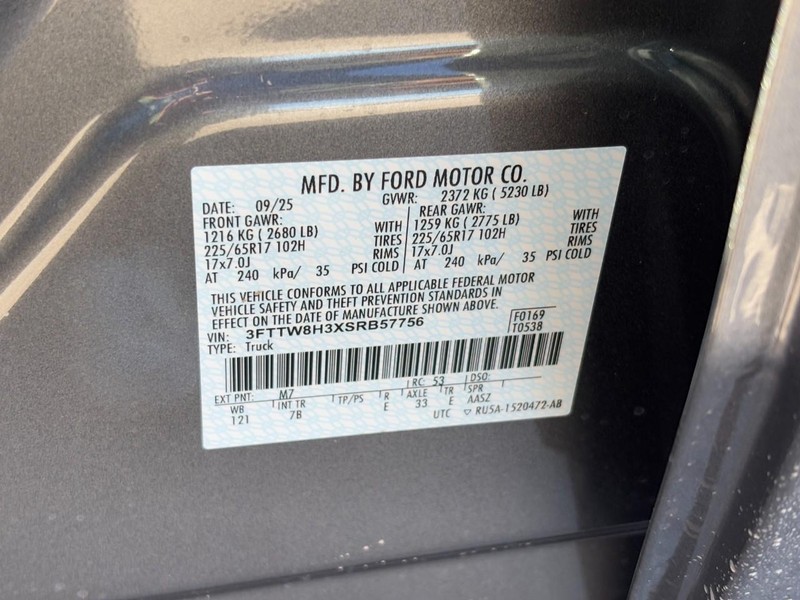 MFD. BY FORD MOTOR CO.
DATE: 09/25 GVWR: 2372 KG ( 5230 LB)
FRONT GAWR: REAR GAWR:
1216 KG ( 2680 LB) WITH 1259 KG ( 2775 LB) WITH
225/65R17 102H TIRES 225/65R17 102H TIRES
17x7.0J RIMS 17x7.0J RIMS
AT 240 kPa/ 35 PSI COLD AT 240 kPa/ 35 PSI COLD
THIS VEHICLE CONFORMS TO ALL APPLICABLE FEDERAL MOTOR
VEHICLE SAFETY AND THEFT PREVENTION STANDARDS IN
EFFECT ON THE DATE OF MANUFACTURE SHOWN ABOVE.
VIN: 3FTTW8H3XSRB57756 F0169
TYPE: Truck T0538
EXT PNT: M7 RC: 53 DSO:
WB INT TR TP/PS R AXLE TR SPR
121 7B E 33 E AASZ
UTC ▽ RU5A-1520472-AB